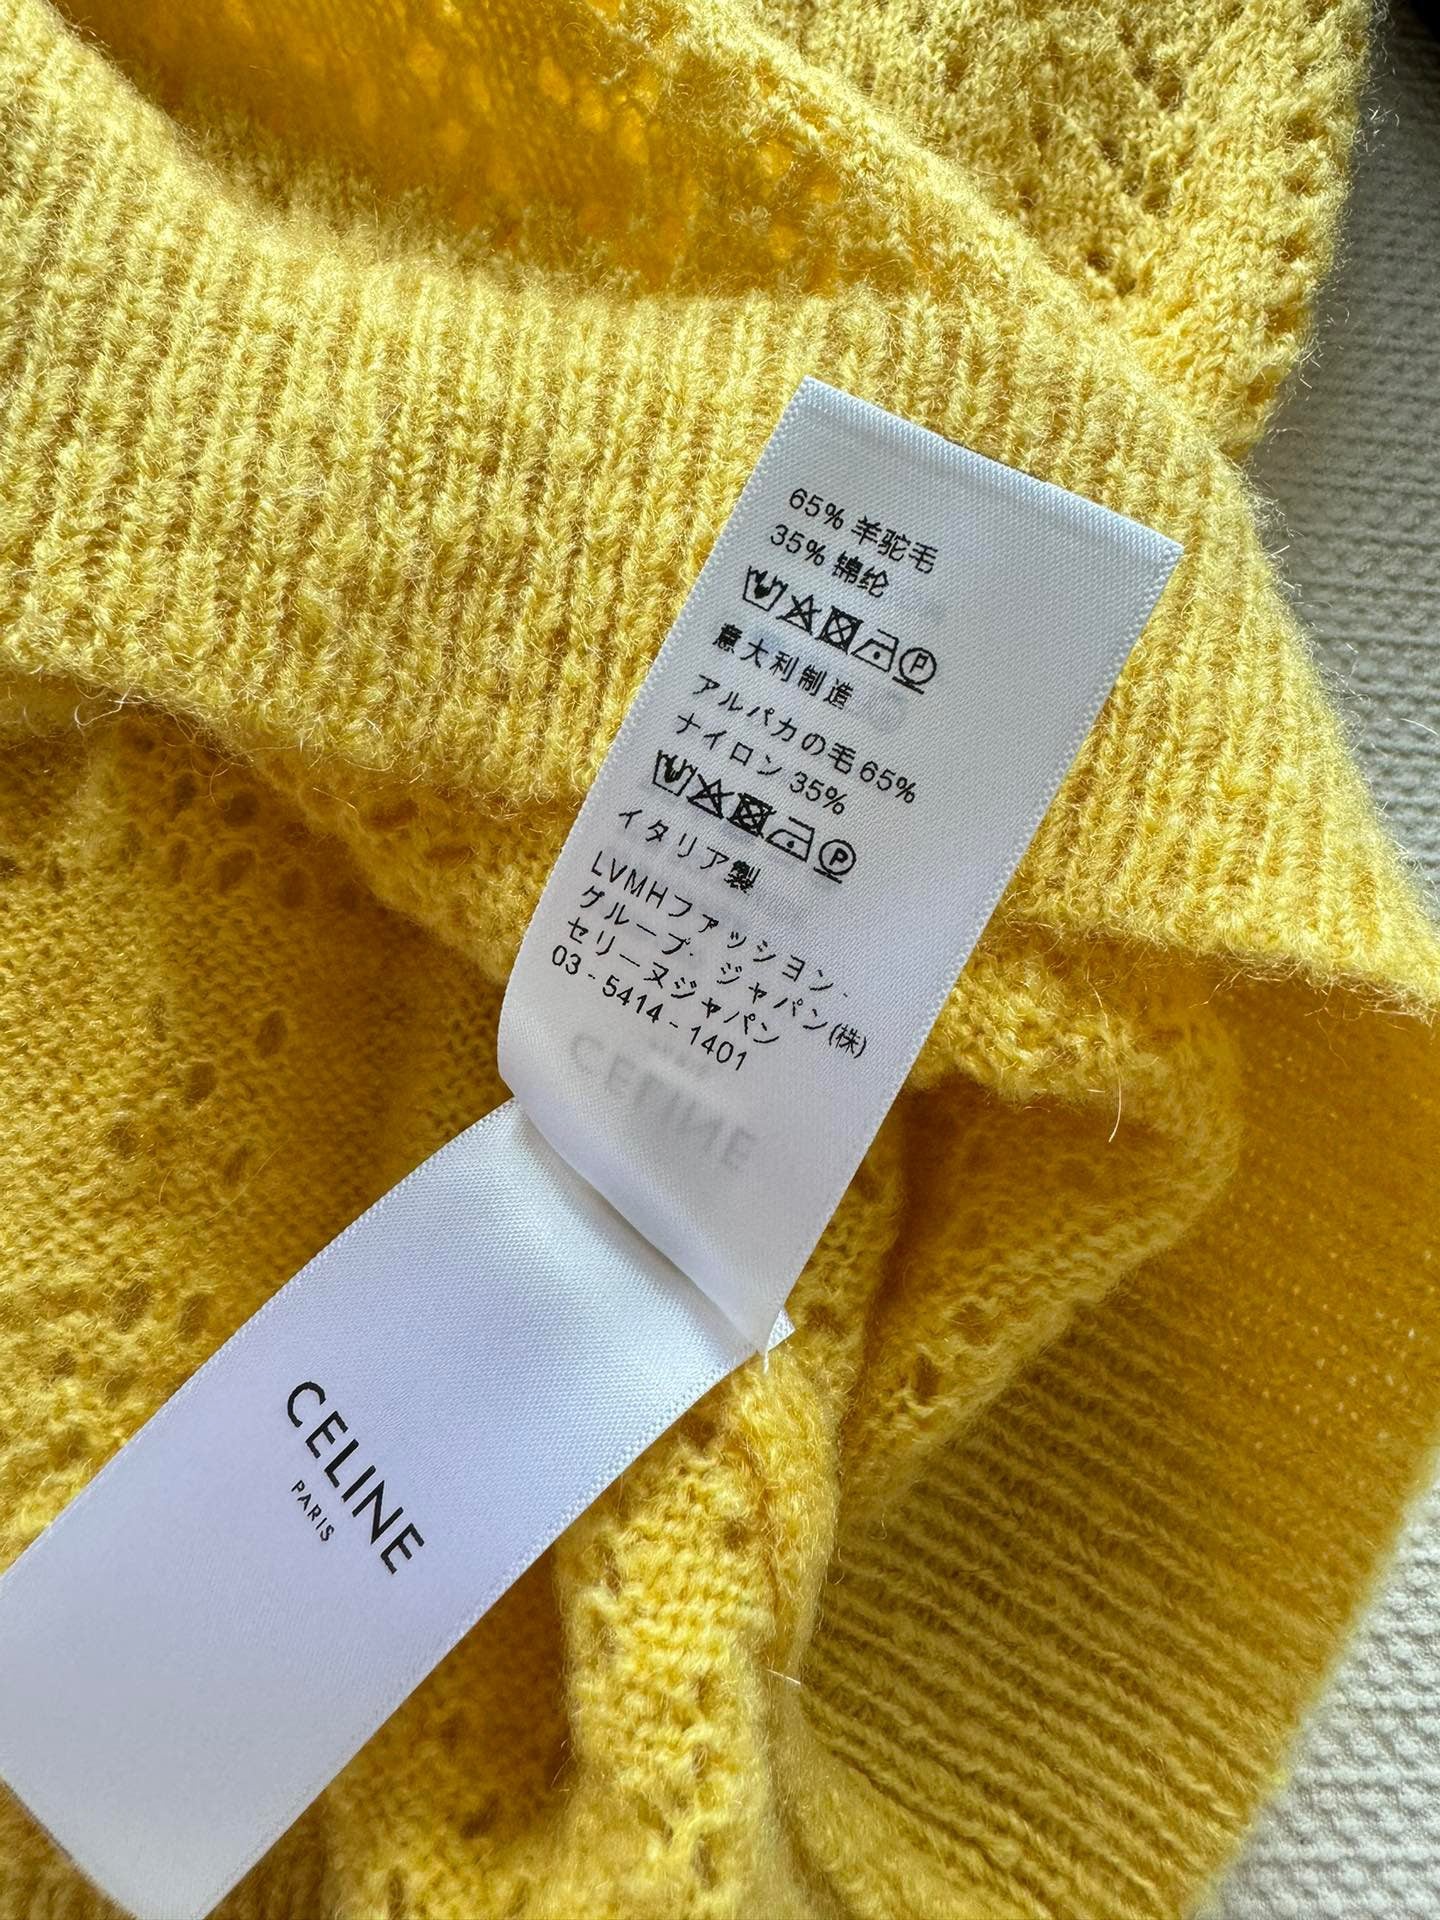 65% 羊驼毛
35% 锦纶
P
意大利制造
アルパカの毛 65%
ナイロン 35%
P
イタリア製
LVMHファッション・
グループ・ジャパン(株)
セリーヌジャパン
03-5414-1401
CELINE
CELINE
PARIS